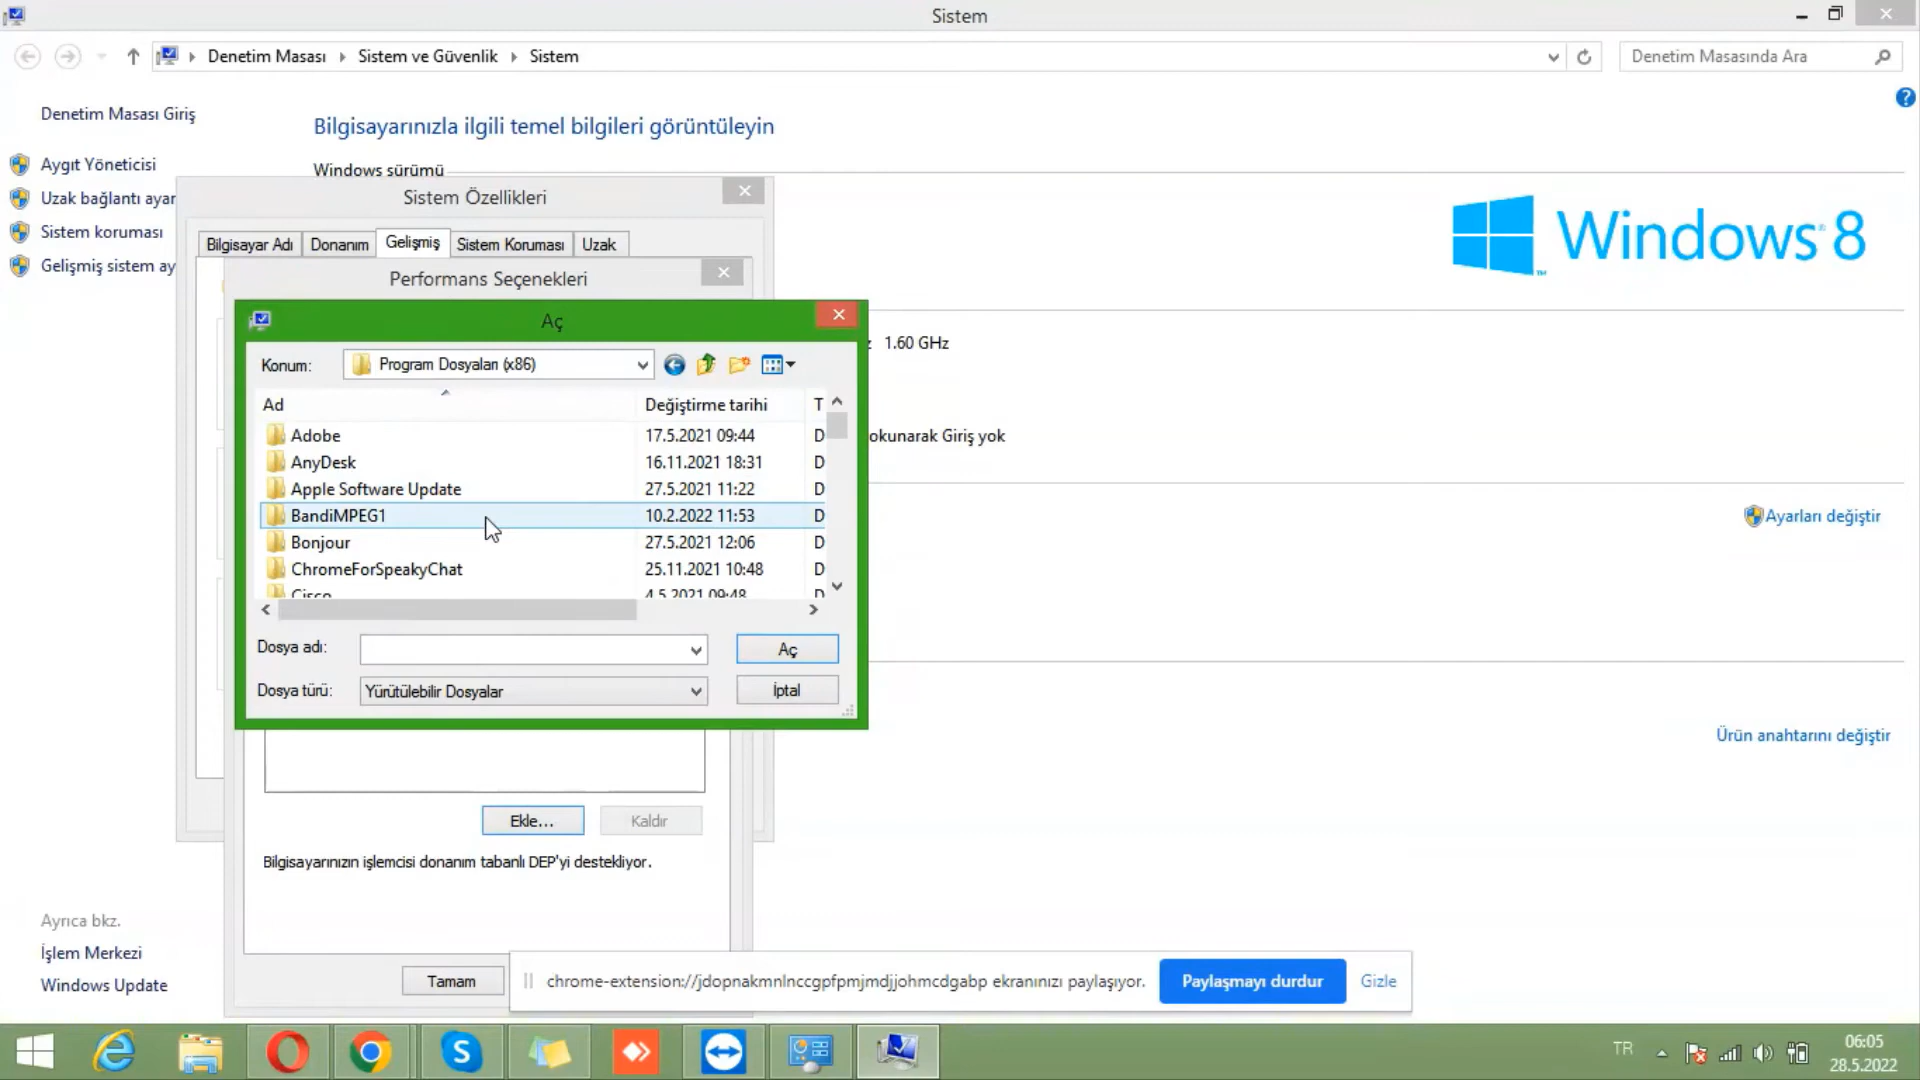 Sistem
Denetim Masası
Sistem ve Güvenlik
Sistem
Denetim Masasında Ara
Denetim Masası Giriş
Aygıt Yöneticisi
Uzak bağlantı ayar
Sistem koruması
Gelişmiş sistem ay
Bilgisayarınızla ilgili temel bilgileri görüntüleyin
Windows sürümü
Windows 8
Sistem Özellikleri
Bilgisayar Adı
Donanım
Gelişmiş
Sistem Koruması
Uzak
Performans Seçenekleri
Aç
Konum:
Program Dosyaları (x86)
Ad
Değiştirme tarihi
T
Adobe
17.5.2021 09:44
D
AnyDesk
16.11.2021 18:31
D
Apple Software Update
27.5.2021 11:22
D
BandiMPEG1
10.2.2022 11:53
D
Bonjour
27.5.2021 12:06
D
ChromeForSpeakyChat
25.11.2021 10:48
D
Cisco
4.5.2021 09:48
D
Dosya adı:
Aç
Dosya türü:
Yürütülebilir Dosyalar
İptal
1.60 GHz
okunarak Giriş yok
Ayarları değiştir
Ürün anahtarını değiştir
Ekle...
Kaldır
Bilgisayarınızın işlemcisi donanım tabanlı DEP'yi destekliyor.
Ayrıca bkz.
İşlem Merkezi
Windows Update
Tamam
chrome-extension://jdopnakmnlnccgpfpmjmdjjohmcdgabp ekranınızı paylaşıyor.
Paylaşmayı durdur
Gizle
TR
06:05
28.5.2022